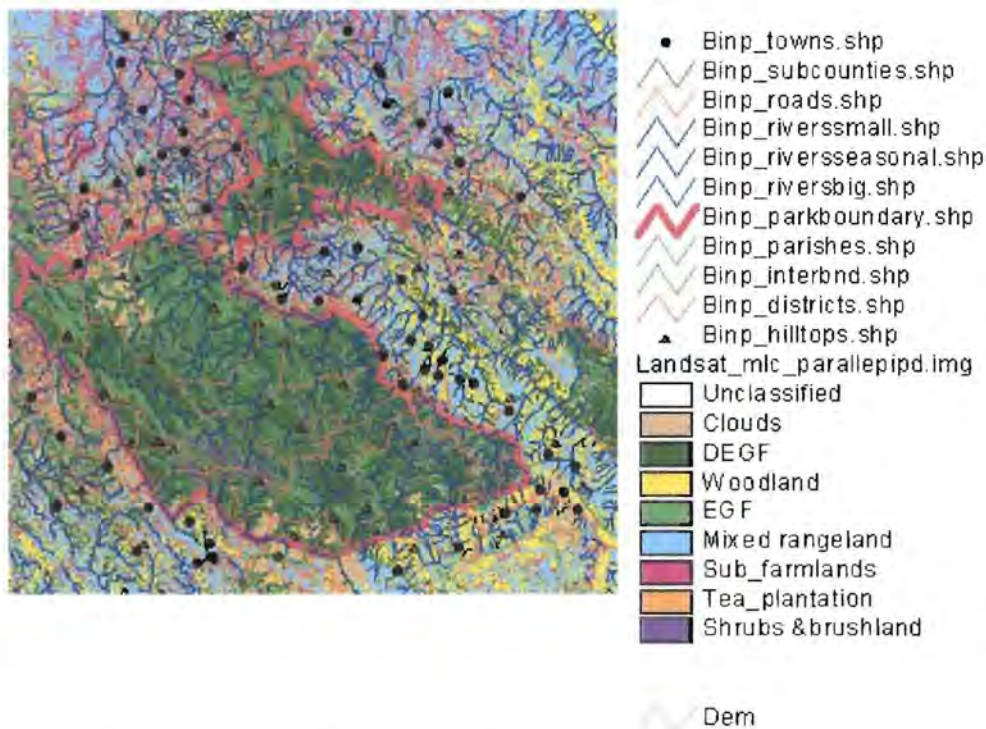 Binp_towns.shp
Binp_subcounties.shp
Binp_roads.shp
Binp_riverssmall.shp
Binp_riversseasonal.shp
Binp_riversbig.shp
Binp_parkboundary.shp
Binp_parishes.shp
Binp_interbnd.shp
Binp_districts.shp
Binp_hilltops.shp
Landsat_mlc_parallepipd.img
Unclassified
Clouds
DEGF
Woodland
EGF
Mixed rangeland
Sub_farmlands
Tea_plantation
Shrubs &brushland
Dem